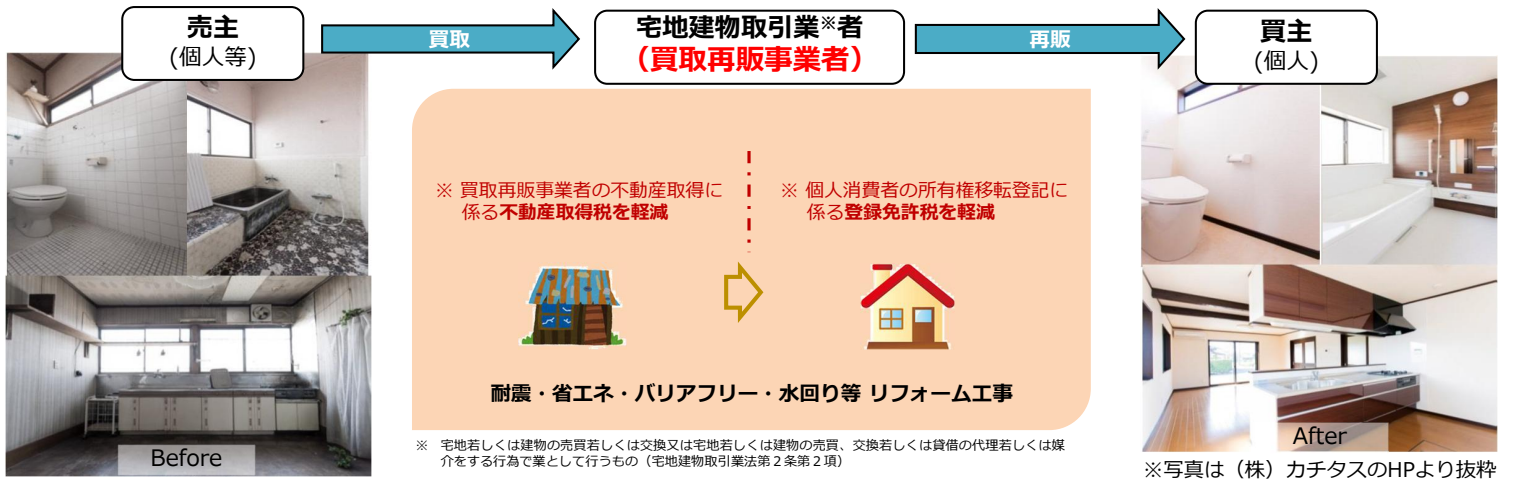 売主
(個人等)
買取
宅地建物取引業※者
（買取再販事業者）
再販
買主
(個人)
※ 買取再販事業者の不動産取得に
係る不動産取得税を軽減
※ 個人消費者の所有権移転登記に
係る登録免許税を軽減
耐震・省エネ・バリアフリー・水回り等 リフォーム工事
Before
After
※ 宅地若しくは建物の売買若しくは交換又は宅地若しくは建物の売買、交換若しくは貸借の代理若しくは媒
介をする行為で業として行うもの（宅地建物取引業法第２条第２項）
※写真は（株）カチタスのHPより抜粋